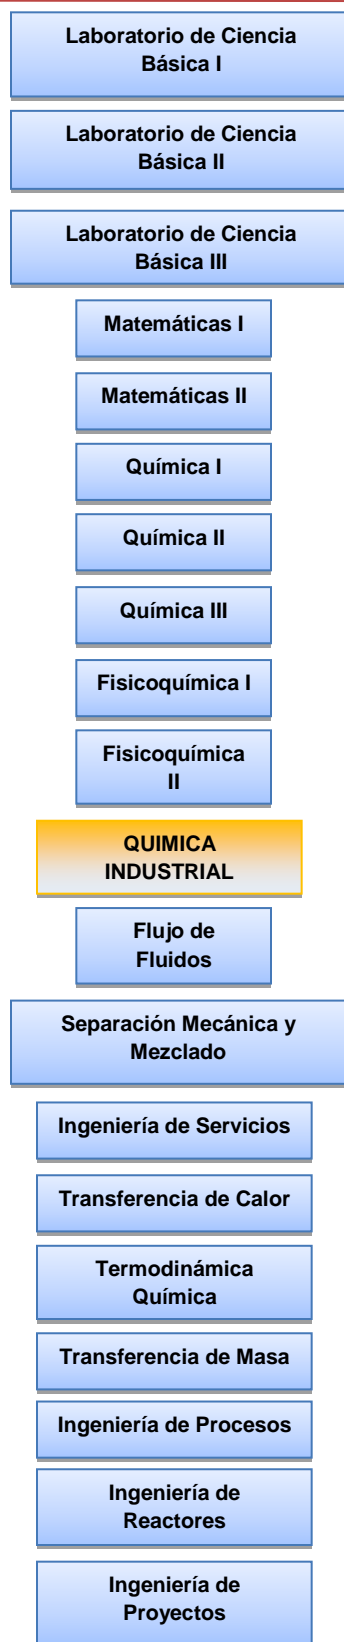 Laboratorio de Ciencia
Básica I
Laboratorio de Ciencia
Básica II
Laboratorio de Ciencia
Básica III
Matemáticas I
Matemáticas II
Química I
Química II
Química III
Fisicoquímica I
Fisicoquímica
II
QUIMICA
INDUSTRIAL
Flujo de
Fluidos
Separación Mecánica y
Mezclado
Ingeniería de Servicios
Transferencia de Calor
Termodinámica
Química
Transferencia de Masa
Ingeniería de Procesos
Ingeniería de
Reactores
Ingeniería de
Proyectos